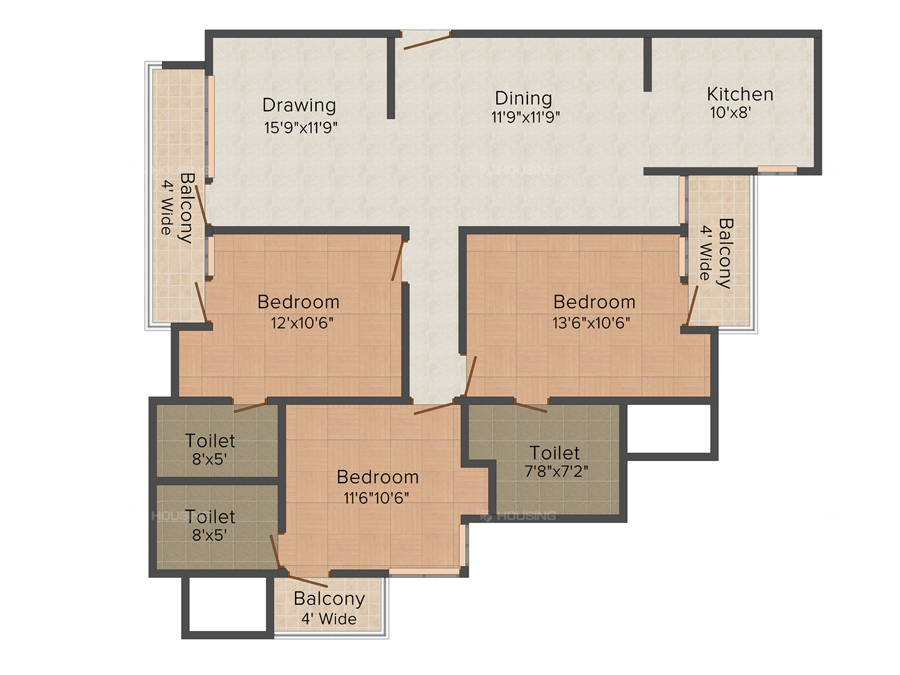 Drawing
15'9"x11'9"
Dining
11'9"x11'9"
Kitchen
10'x8'
Balcony
4' Wide
Balcony
4' Wide
Bedroom
12'x10'6"
Bedroom
13'6"x10'6"
Toilet
8'x5'
Bedroom
11'6"10'6"
Toilet
7'8"x7'2"
Toilet
8'x5'
HOUSING
Balcony
4' Wide